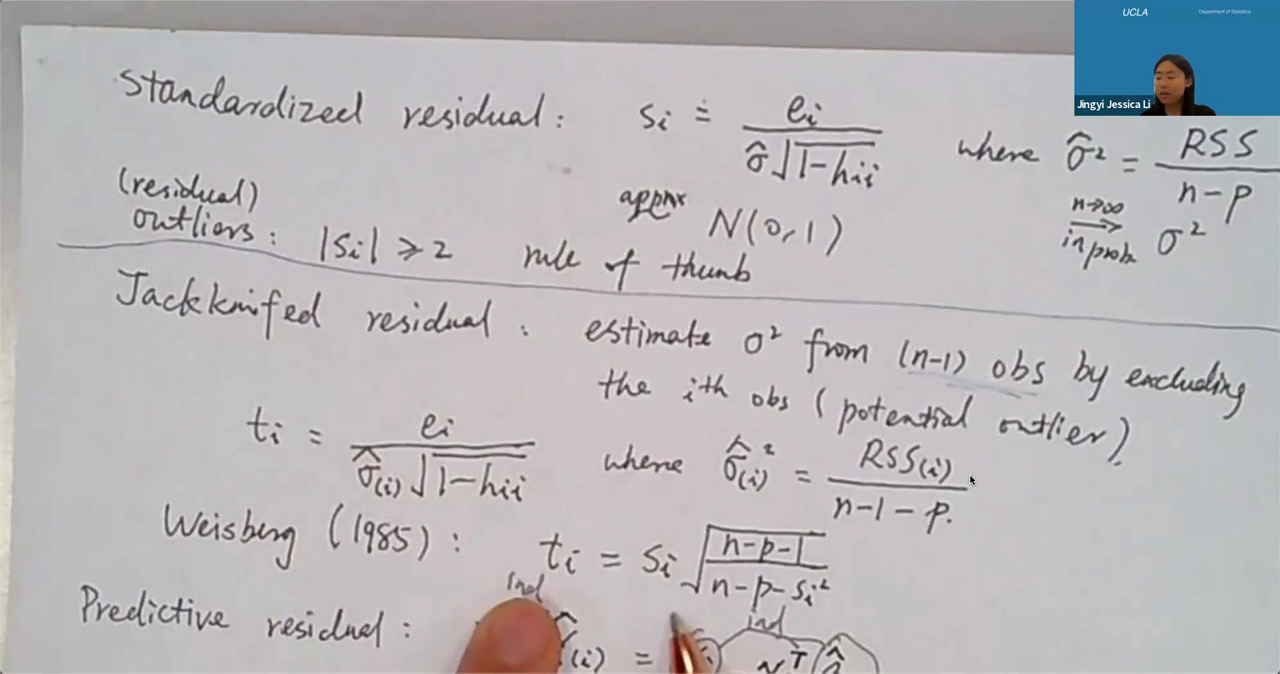 UCLA Department of Statistics
Jingyi Jessica Li
Standardized residual: si ≐ ei / σ̂√(1-hii) where σ̂² = RSS / n-p
n→∞ in prob. σ²
approx N(0,1)
(residual)
outliers: |Si| ≥ 2 rule of thumb
Jackknifed residual: estimate σ² from (n-1) obs by excluding
the ith obs (potential outlier).
ti = ei / σ̂(i)√(1-hii) where σ̂(i)² = RSS(i) / n-1-p.
Weisberg (1985): ti = si √(n-p-1 / n-p-si²)
ind ind
Predictive residual: (i) =